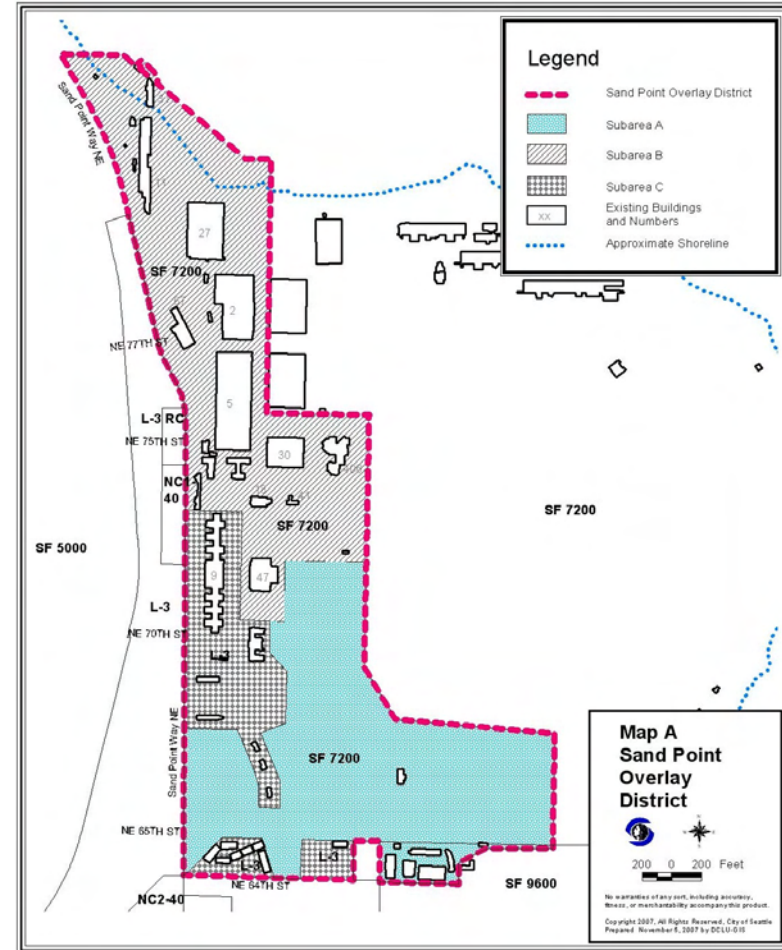 Legend
Sand Point Overlay District
Subarea A
Subarea B
Subarea C
xx
Existing Buildings
and Numbers
Approximate Shoreline
Sand Point Way NE
11
27
SF 7200
2
NE 77TH ST
5
L-3 RC
NE 75TH ST
30
NC1
40
41
SF 7200
SF 7200
SF 5000
9
47
L-3
NE 70TH ST
L-3
Sand Point Way NE
SF 7200
NE 65TH ST
L-3
L-3
NE 64TH ST
NC2-40
SF 9600
Map A
Sand Point
Overlay
District
200 0 200 Feet
No warranties of any sort, including accuracy,
fitness, or merchantability accompany this product.
Copyright 2007, All Rights Reserved, City of Seattle
Prepared November 6, 2007 by DCLU-GIS